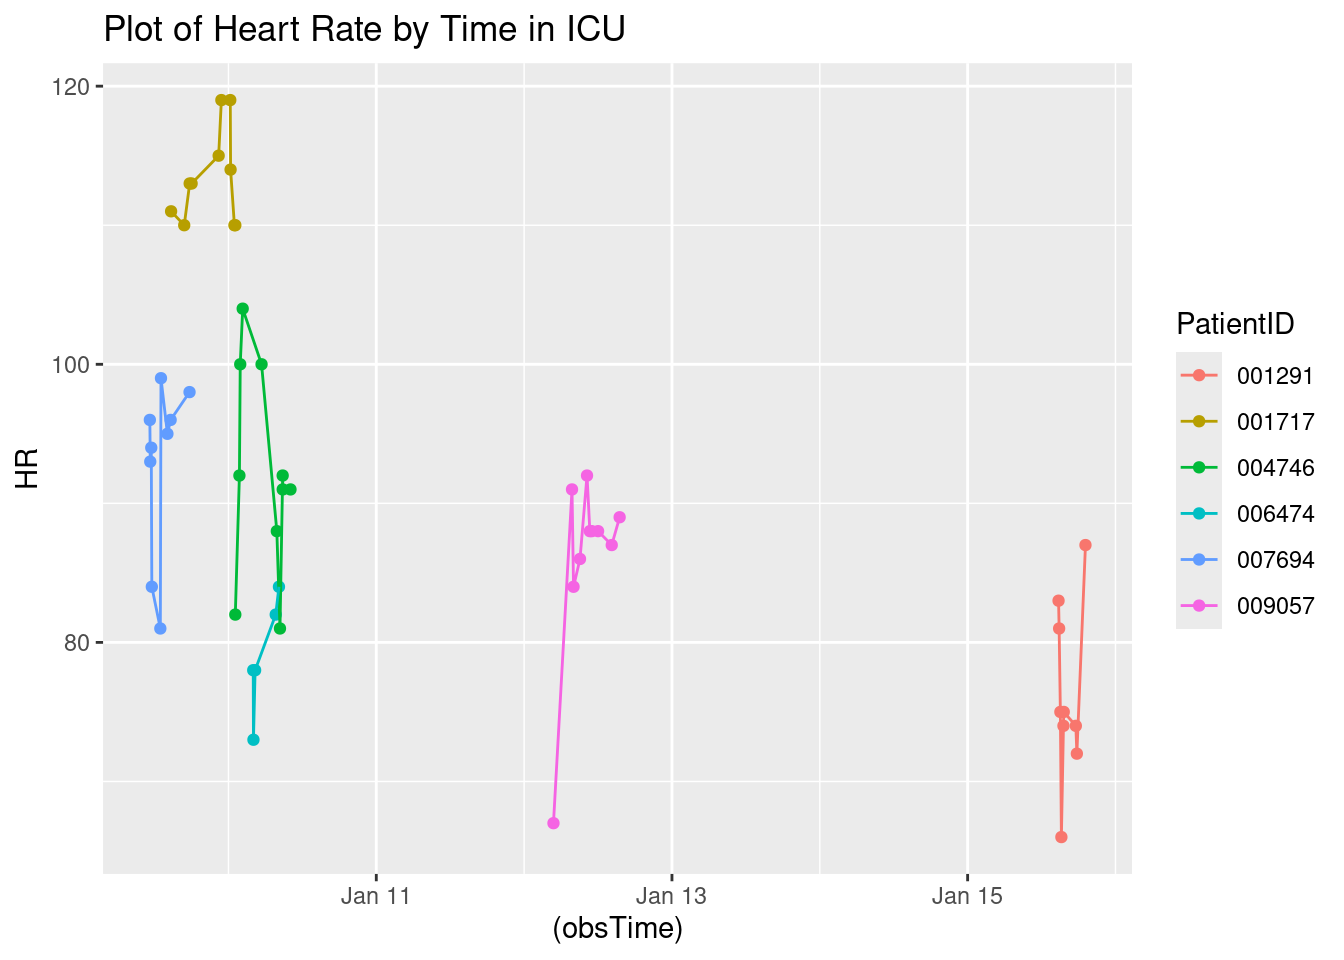 Plot of Heart Rate by Time in ICU
120
100
80
HR
Jan 11
Jan 13
Jan 15
(obsTime)
PatientID
001291
001717
004746
006474
007694
009057